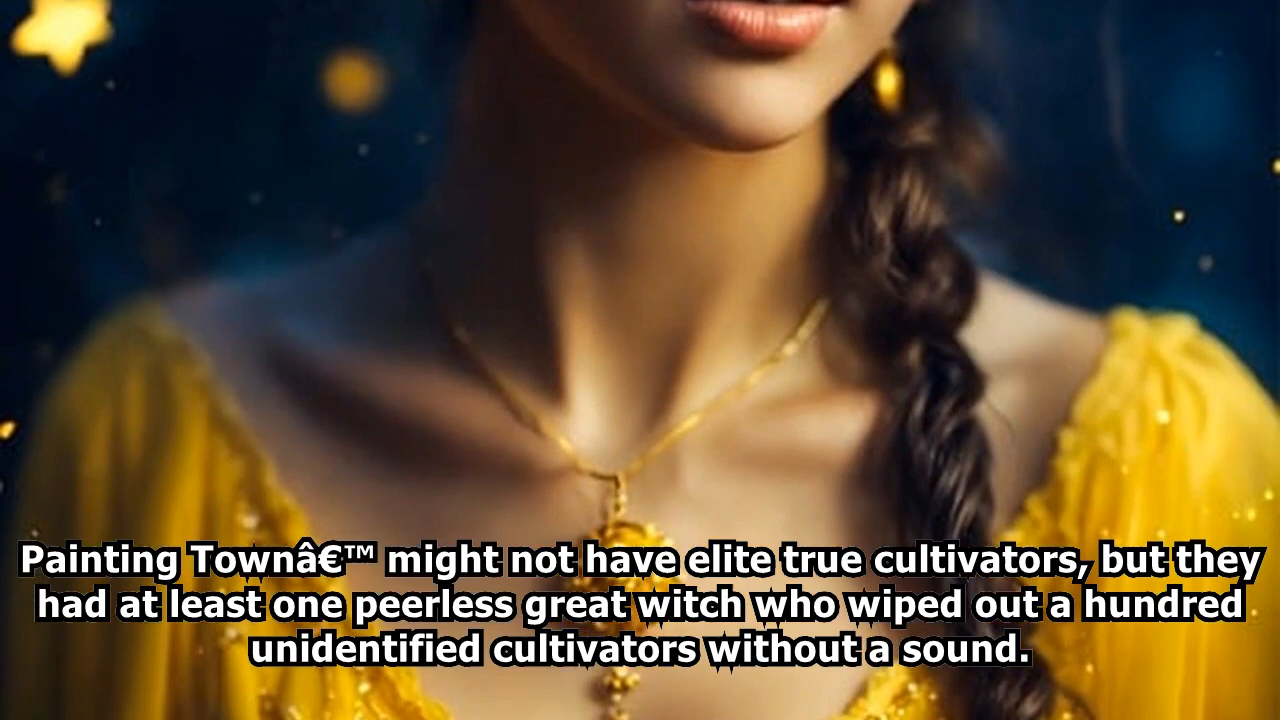 Painting Townâ€™ might not have elite true cultivators, but they
had at least one peerless great witch who wiped out a hundred
unidentified cultivators without a sound.